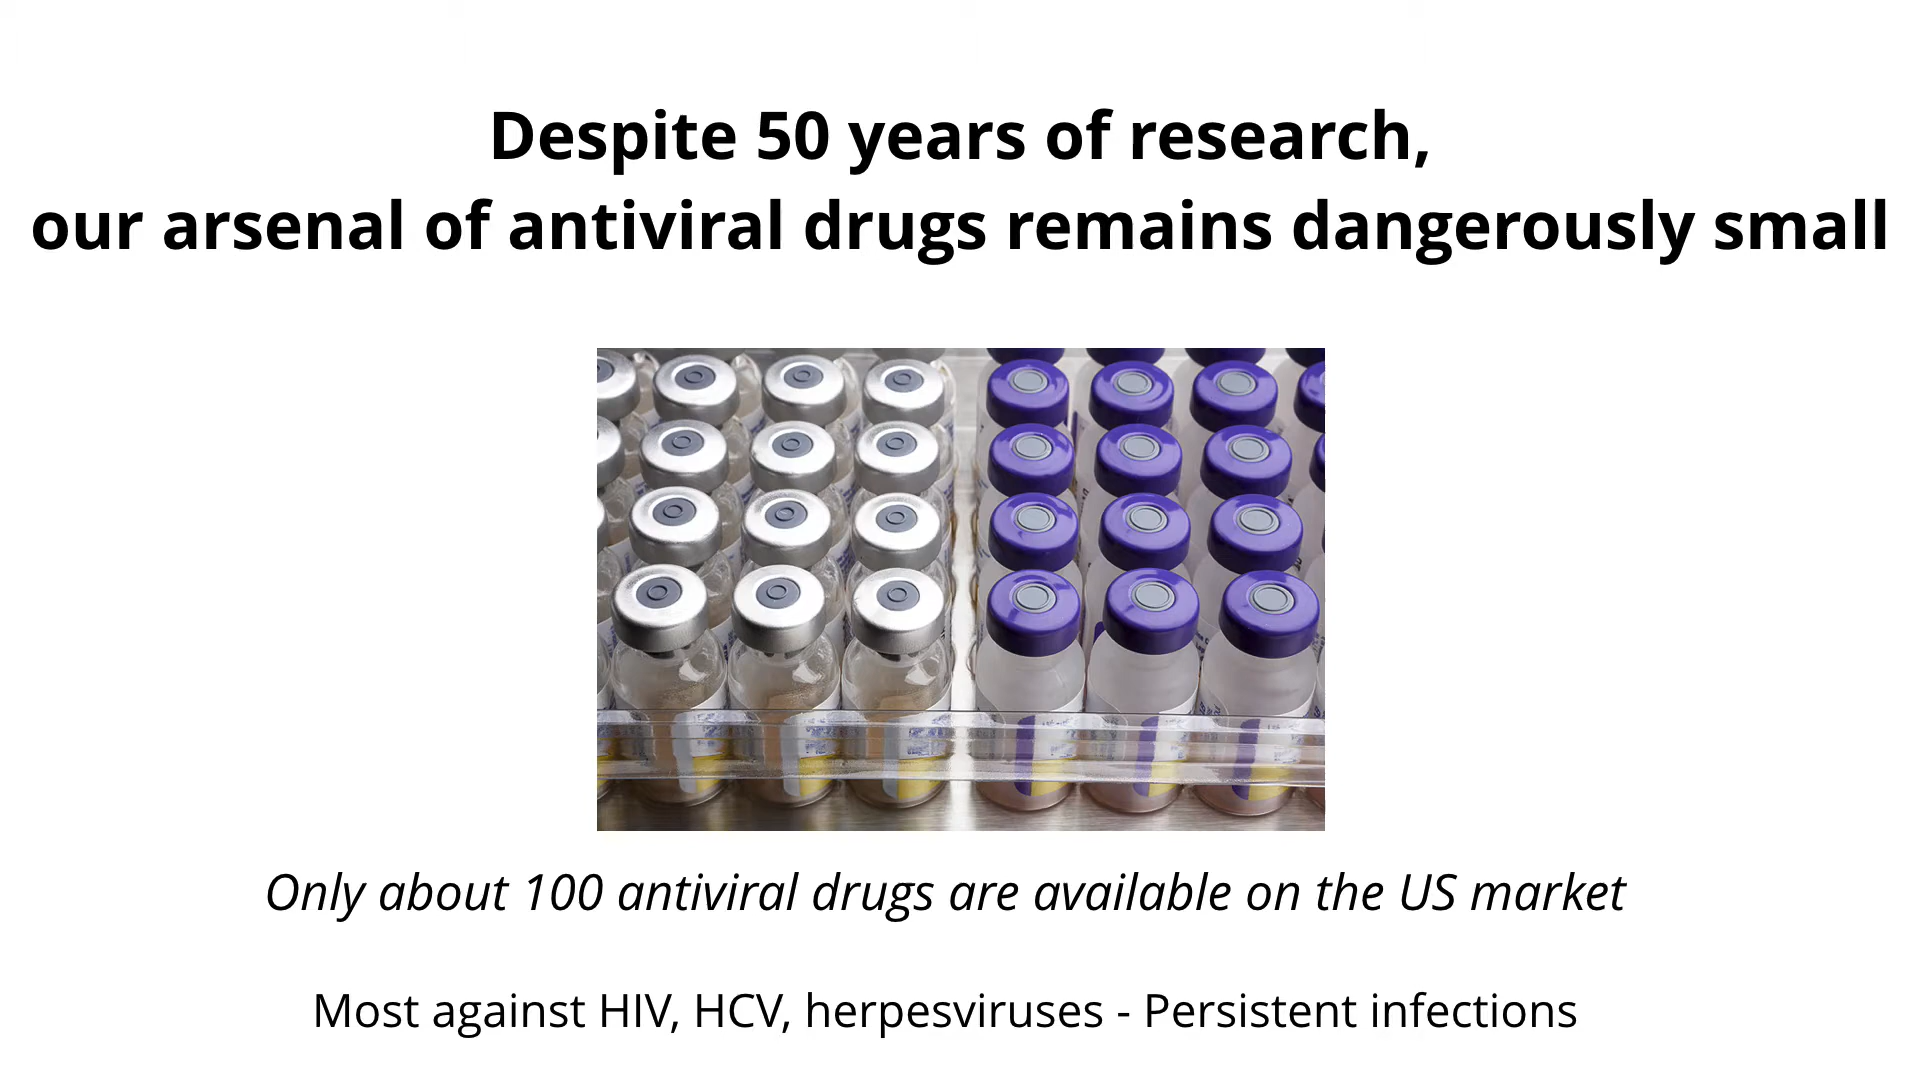 Despite 50 years of research,
our arsenal of antiviral drugs remains dangerously small
Only about 100 antiviral drugs are available on the US market
Most against HIV, HCV, herpesviruses - Persistent infections